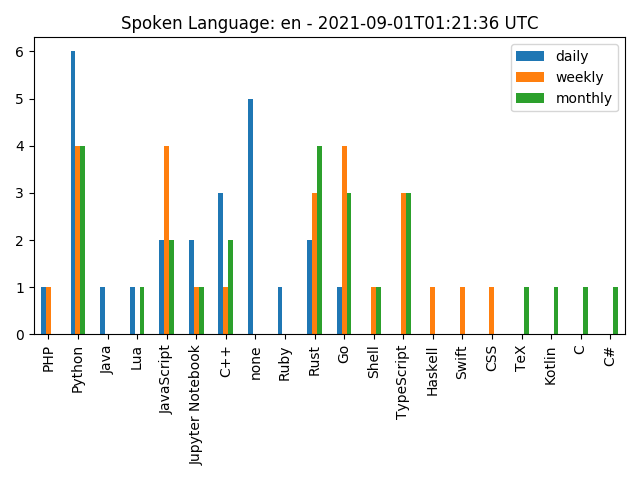 Spoken Language: en - 2021-09-01T01:21:36 UTC
daily
weekly
monthly
6
5
4
3
2
1
0
PHP
Python
Java
Lua
JavaScript
Jupyter Notebook
C++
none
Ruby
Rust
Go
Shell
TypeScript
Haskell
Swift
CSS
TeX
Kotlin
C
C#